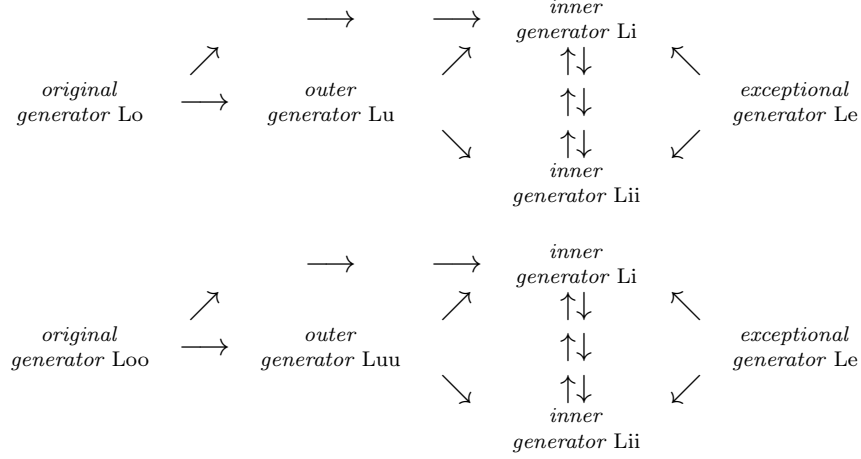 inner
generator Li
original
generator Lo
outer
generator Lu
exceptional
generator Le
inner
generator Lii
inner
generator Li
original
generator Loo
outer
generator Luu
exceptional
generator Le
inner
generator Lii